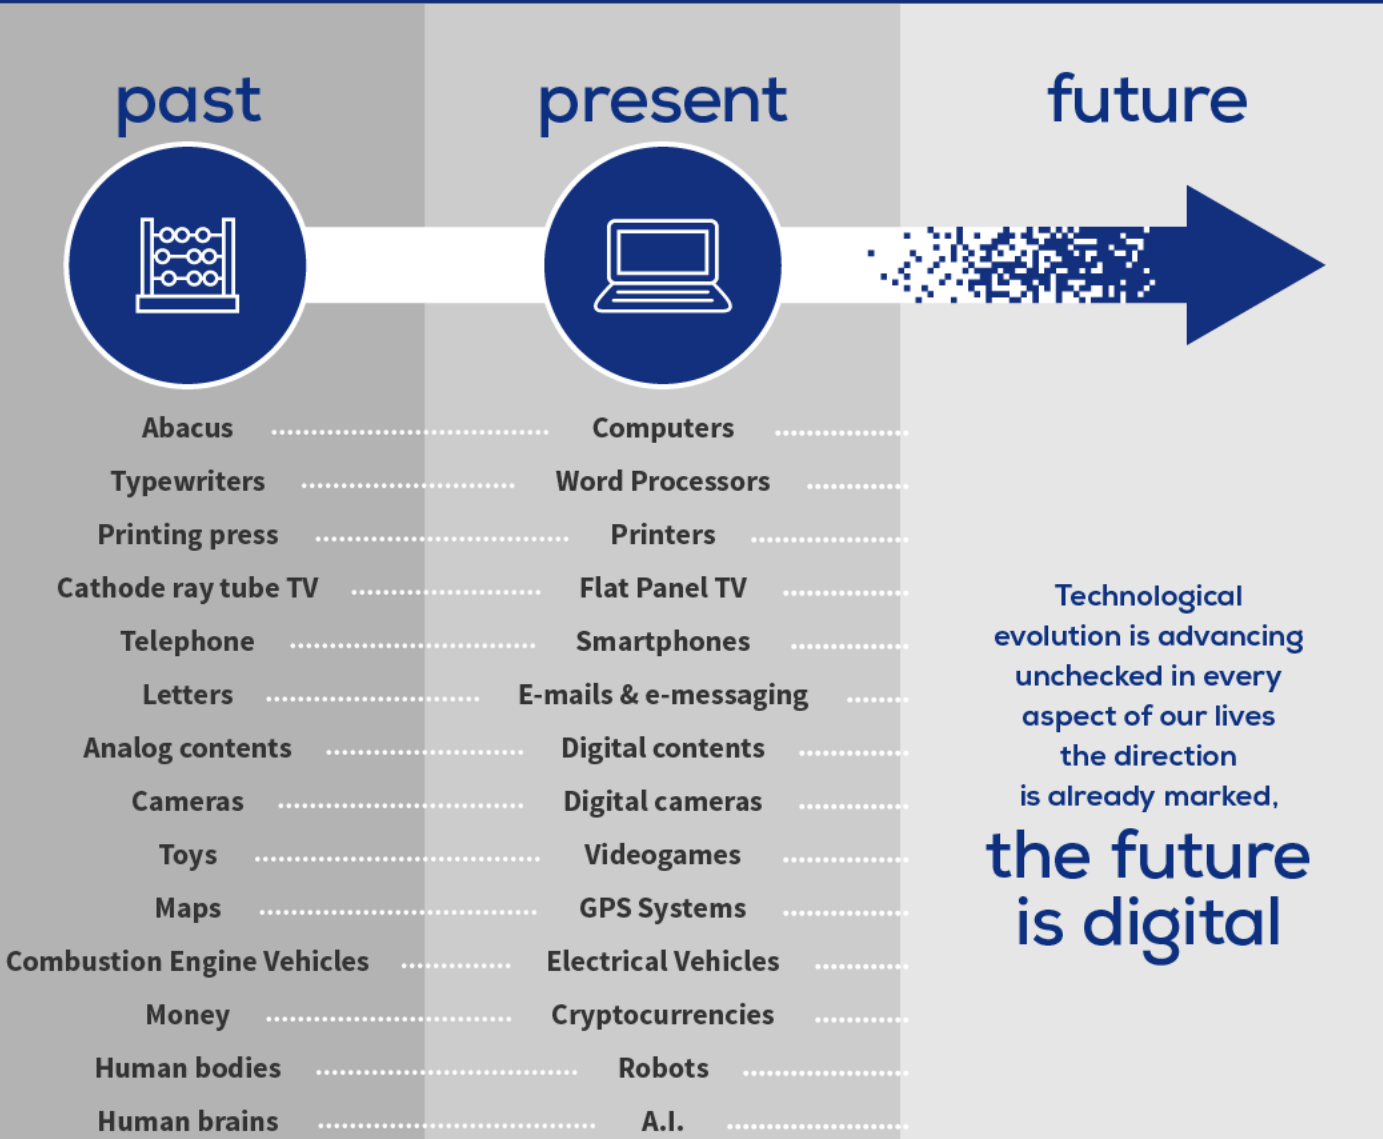 past present future
Abacus Computers
Typewriters Word Processors
Printing press Printers
Cathode ray tube TV Flat Panel TV
Telephone Smartphones
Letters E-mails & e-messaging
Analog contents Digital contents
Cameras Digital cameras
Toys Videogames
Maps GPS Systems
Combustion Engine Vehicles Electrical Vehicles
Money Cryptocurrencies
Human bodies Robots
Human brains A.I.
Technological
evolution is advancing
unchecked in every
aspect of our lives
the direction
is already marked,
the future
is digital